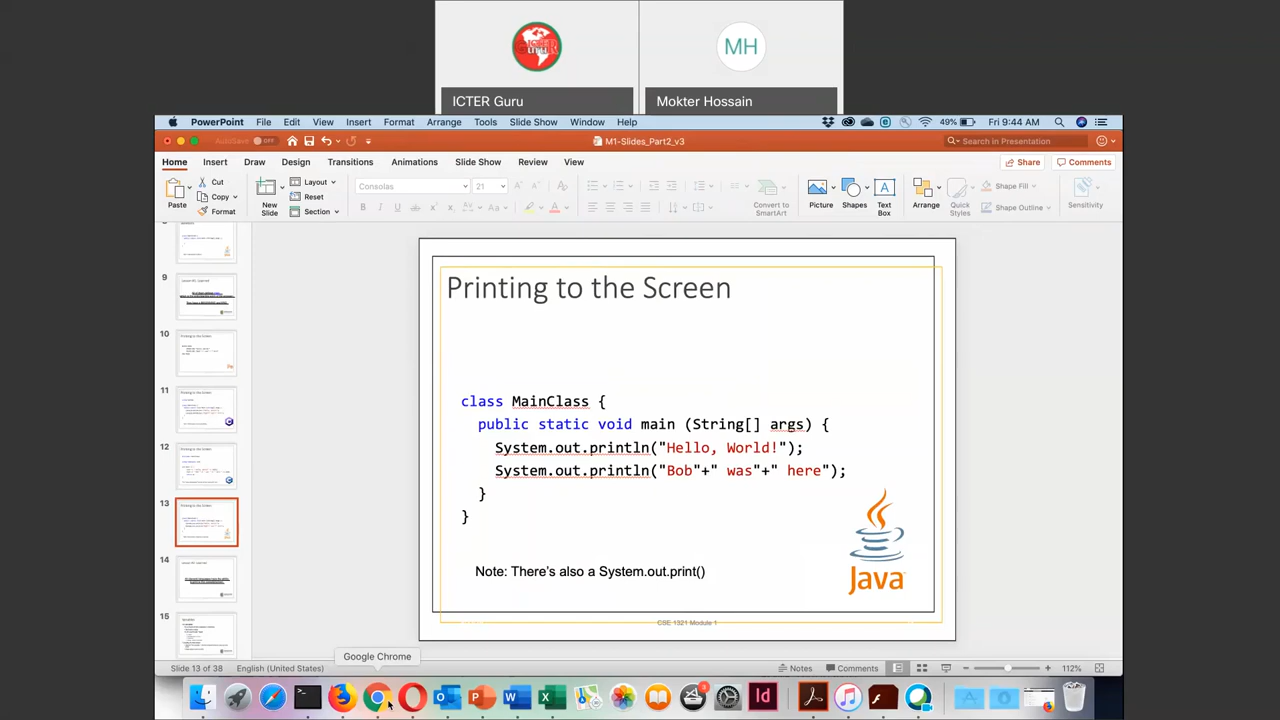 ICTER Guru
MH
Mokter Hossain
PowerPoint File Edit View Insert Format Arrange Tools Slide Show Window Help
49% Fri 9:44 AM
AutoSave OFF
M1-Slides_Part2_v3
Search in Presentation
Home Insert Draw Design Transitions Animations Slide Show Review View
Share Comments
Paste
Cut
Copy
Format
New Slide
Layout
Reset
Section
Consolas 21
Convert to SmartArt
Picture
Shapes
Text Box
Arrange
Quick Styles
Shape Fill
Shape Outline
Sensitivity
9
10
11
12
13
14
15
Printing to the Screen
class MainClass {
public static void main (String[] args) {
System.out.println("Hello, World!");
System.out.println("Bob"+" was"+" here");
}
}
Note: There's also a System.out.print()
Java
CSE 1321 Module 1
Google Chrome
Slide 13 of 38 English (United States)
Notes Comments 112%